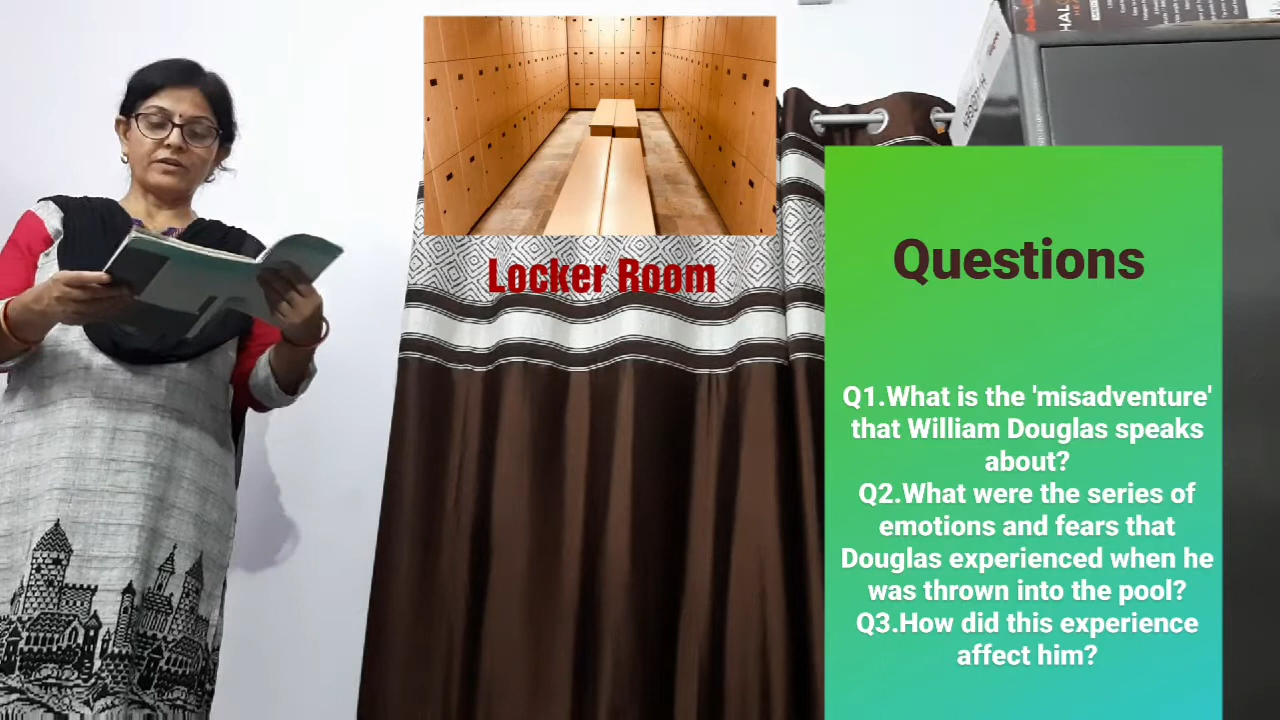 Locker Room
Questions
Q1.What is the 'misadventure'
that William Douglas speaks
about?
Q2.What were the series of
emotions and fears that
Douglas experienced when he
was thrown into the pool?
Q3.How did this experience
affect him?